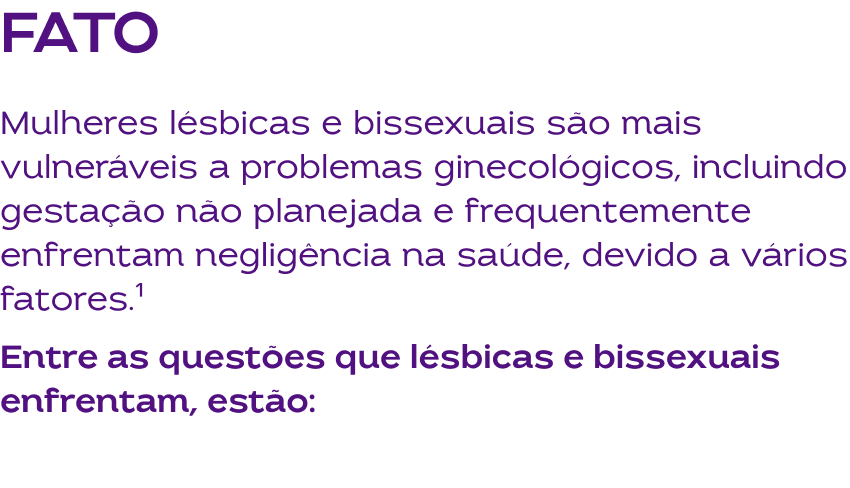 FATO
Mulheres lésbicas e bissexuais são mais
vulneráveis a problemas ginecológicos, incluindo
gestação não planejada e frequentemente
enfrentam negligência na saúde, devido a vários
fatores.¹
Entre as questões que lésbicas e bissexuais
enfrentam, estão: